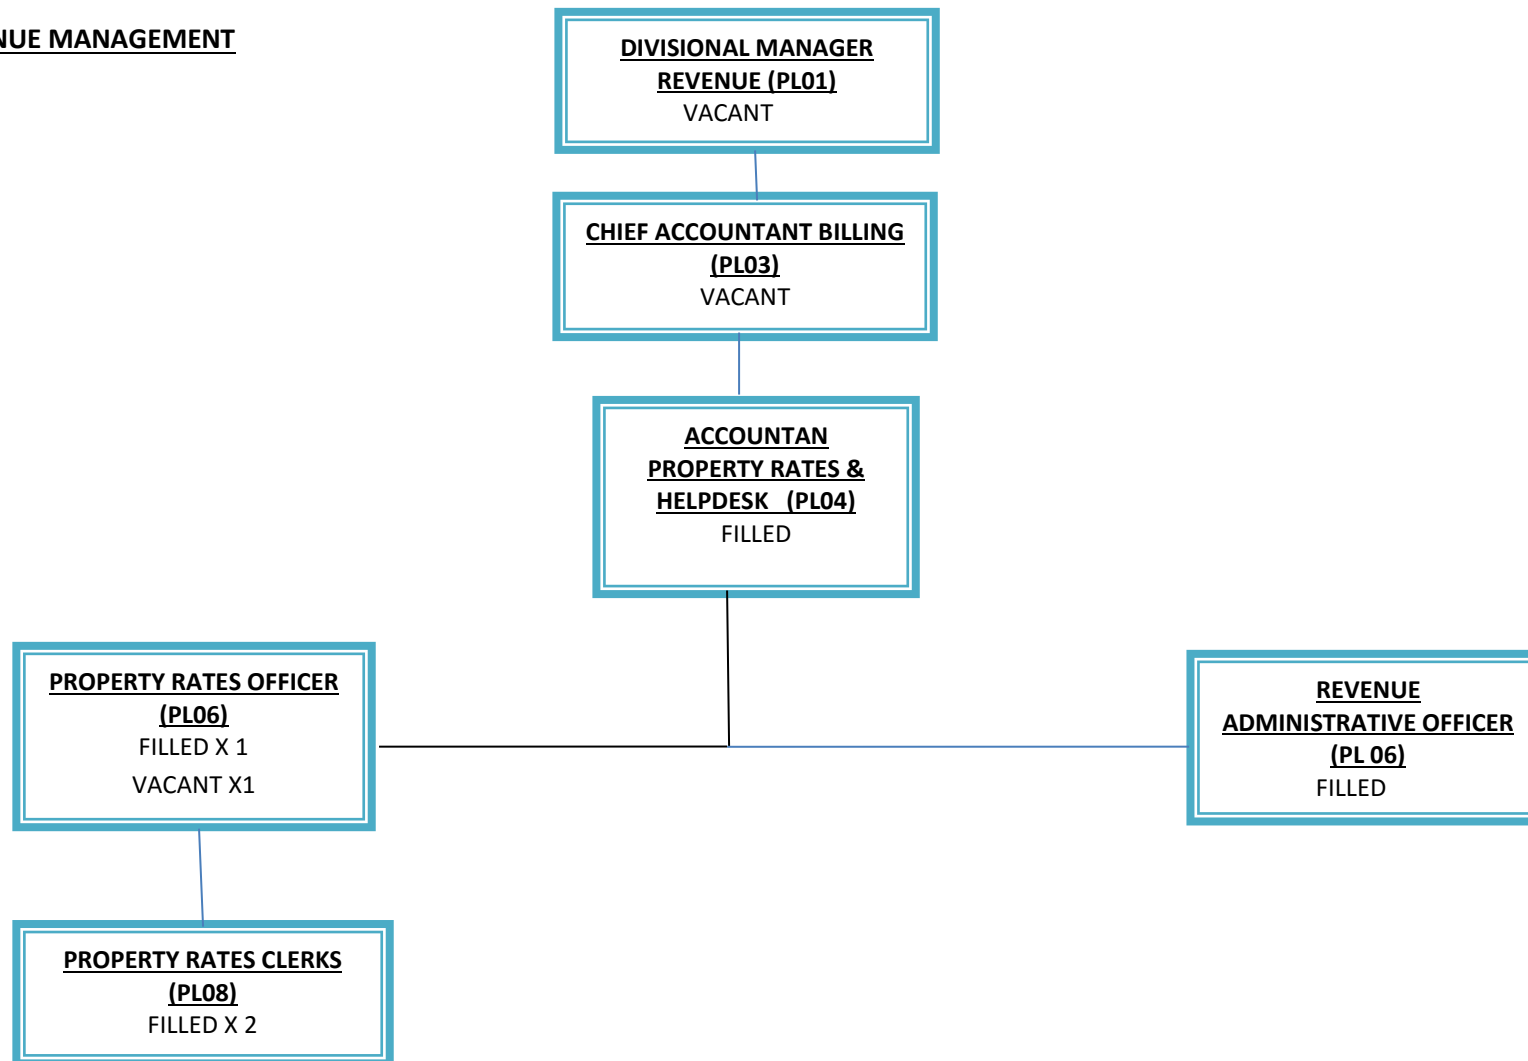 NUE MANAGEMENT
DIVISIONAL MANAGER
REVENUE (PL01)
VACANT
CHIEF ACCOUNTANT BILLING
(PL03)
VACANT
ACCOUNTAN
PROPERTY RATES &
HELPDESK   (PL04)
FILLED
PROPERTY RATES OFFICER
(PL06)
FILLED X 1
VACANT X1
REVENUE
ADMINISTRATIVE OFFICER
(PL 06)
FILLED
PROPERTY RATES CLERKS
(PL08)
FILLED X 2